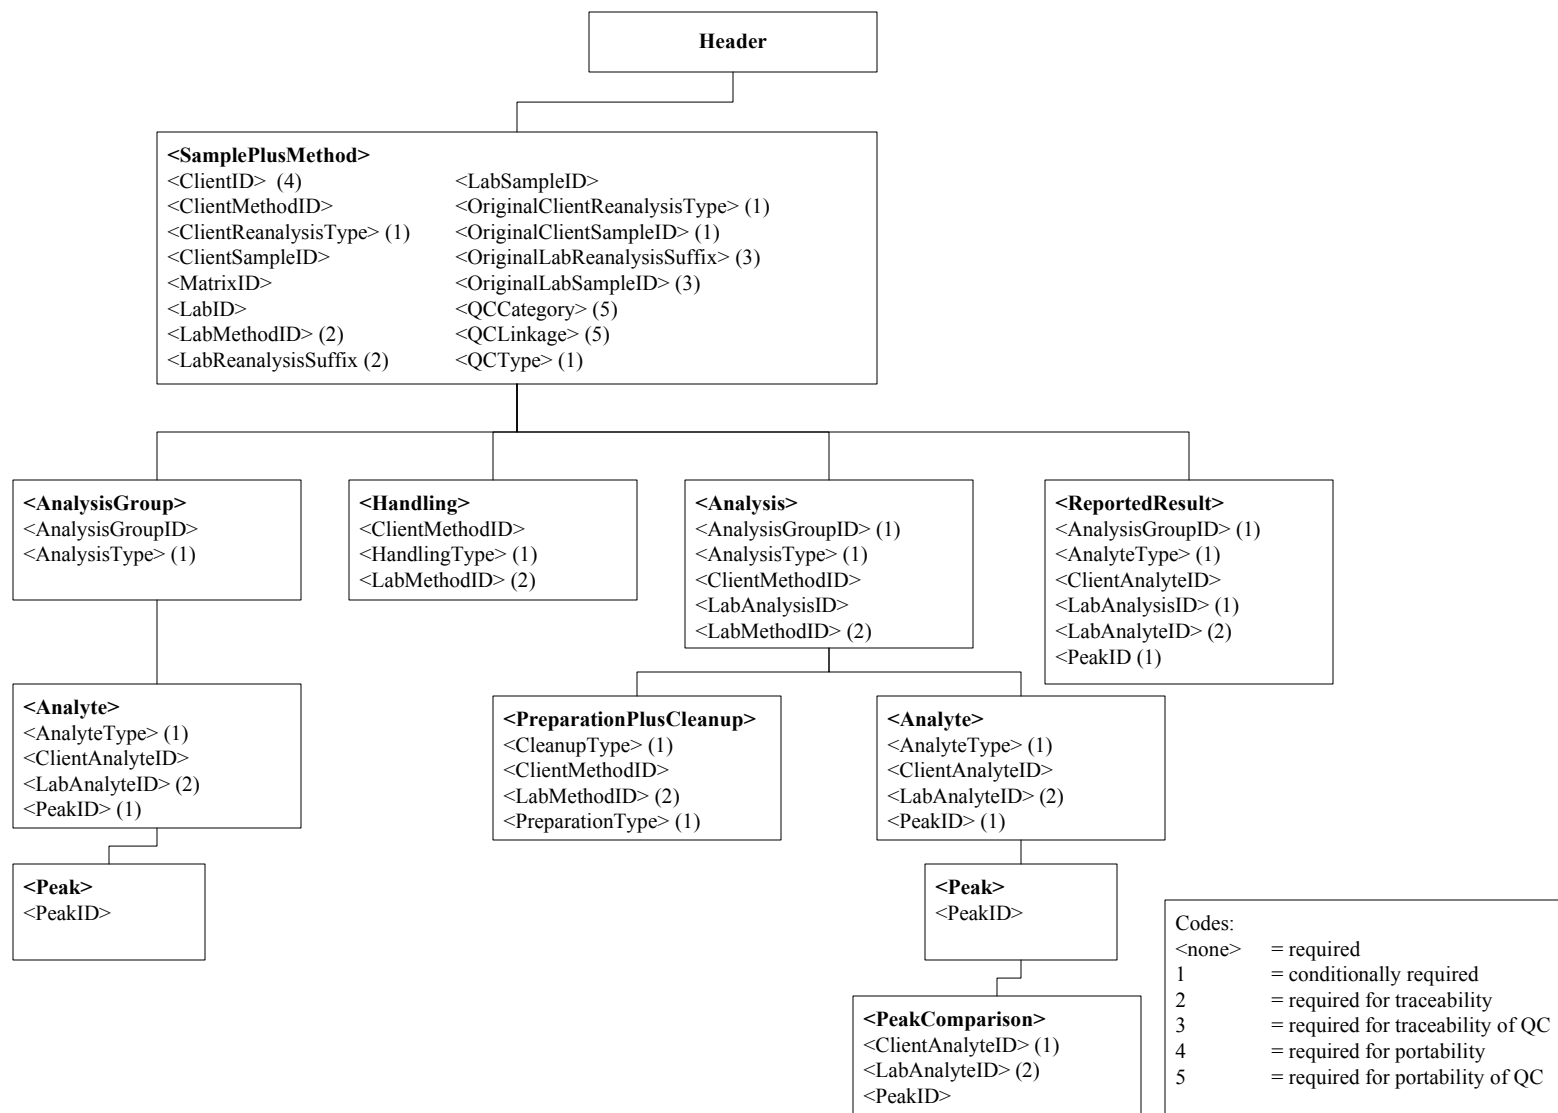 Header
<SamplePlusMethod>
<ClientID> (4)
<ClientMethodID>
<ClientReanalysisType> (1)
<ClientSampleID>
<MatrixID>
<LabID>
<LabMethodID> (2)
<LabReanalysisSuffix (2)
<LabSampleID>
<OriginalClientReanalysisType> (1)
<OriginalClientSampleID> (1)
<OriginalLabReanalysisSuffix> (3)
<OriginalLabSampleID> (3)
<QCCategory> (5)
<QCLinkage> (5)
<QCType> (1)
<AnalysisGroup>
<AnalysisGroupID>
<AnalysisType> (1)
<Handling>
<ClientMethodID>
<HandlingType> (1)
<LabMethodID> (2)
<Analysis>
<AnalysisGroupID> (1)
<AnalysisType> (1)
<ClientMethodID>
<LabAnalysisID>
<LabMethodID> (2)
<ReportedResult>
<AnalysisGroupID> (1)
<AnalyteType> (1)
<ClientAnalyteID>
<LabAnalysisID> (1)
<LabAnalyteID> (2)
<PeakID (1)
<Analyte>
<AnalyteType> (1)
<ClientAnalyteID>
<LabAnalyteID> (2)
<PeakID> (1)
<PreparationPlusCleanup>
<CleanupType> (1)
<ClientMethodID>
<LabMethodID> (2)
<PreparationType> (1)
<Analyte>
<AnalyteType> (1)
<ClientAnalyteID>
<LabAnalyteID> (2)
<PeakID> (1)
<Peak>
<PeakID>
<Peak>
<PeakID>
<PeakComparison>
<ClientAnalyteID> (1)
<LabAnalyteID> (2)
<PeakID>
Codes:
<none> = required
1 = conditionally required
2 = required for traceability
3 = required for traceability of QC
4 = required for portability
5 = required for portability of QC